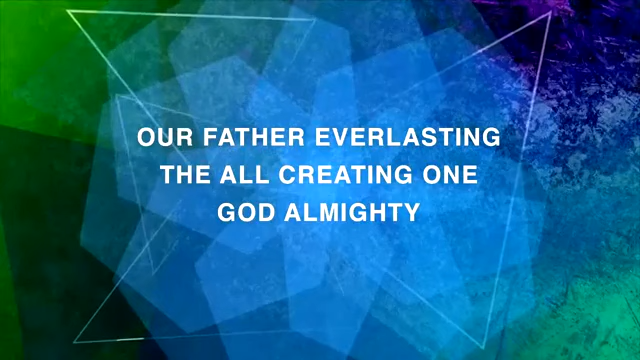 OUR FATHER EVERLASTING
THE ALL CREATING ONE
GOD ALMIGHTY